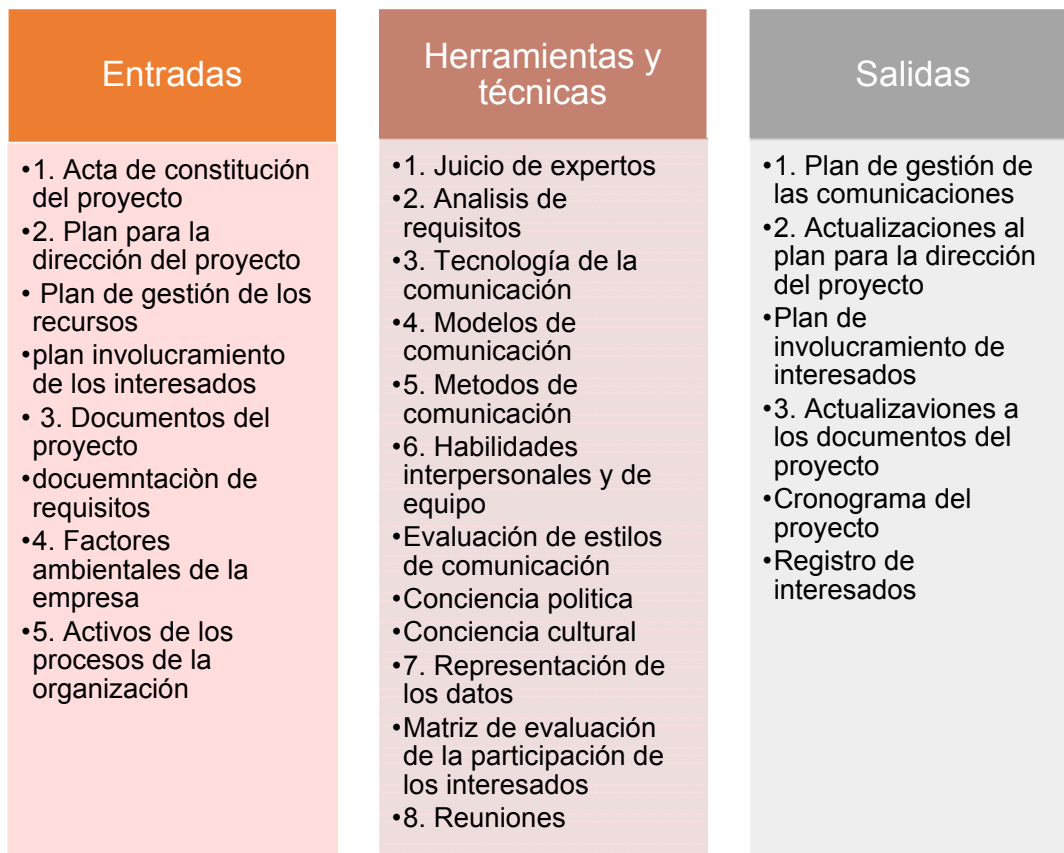 Entradas
•1. Acta de constitución
del proyecto
•2. Plan para la
dirección del proyecto
• Plan de gestión de los
recursos
•plan involucramiento
de los interesados
• 3. Documentos del
proyecto
•docuemntaciòn de
requisitos
•4. Factores
ambientales de la
empresa
•5. Activos de los
procesos de la
organización
Herramientas y
técnicas
•1. Juicio de expertos
•2. Analisis de
requisitos
•3. Tecnología de la
comunicación
•4. Modelos de
comunicación
•5. Metodos de
comunicación
•6. Habilidades
interpersonales y de
equipo
•Evaluación de estilos
de comunicación
•Conciencia politica
•Conciencia cultural
•7. Representación de
los datos
•Matriz de evaluación
de la participación de
los interesados
•8. Reuniones
Salidas
•1. Plan de gestión de
las comunicaciones
•2. Actualizaciones al
plan para la dirección
del proyecto
•Plan de
involucramiento de
interesados
•3. Actualizaviones a
los documentos del
proyecto
•Cronograma del
proyecto
•Registro de
interesados